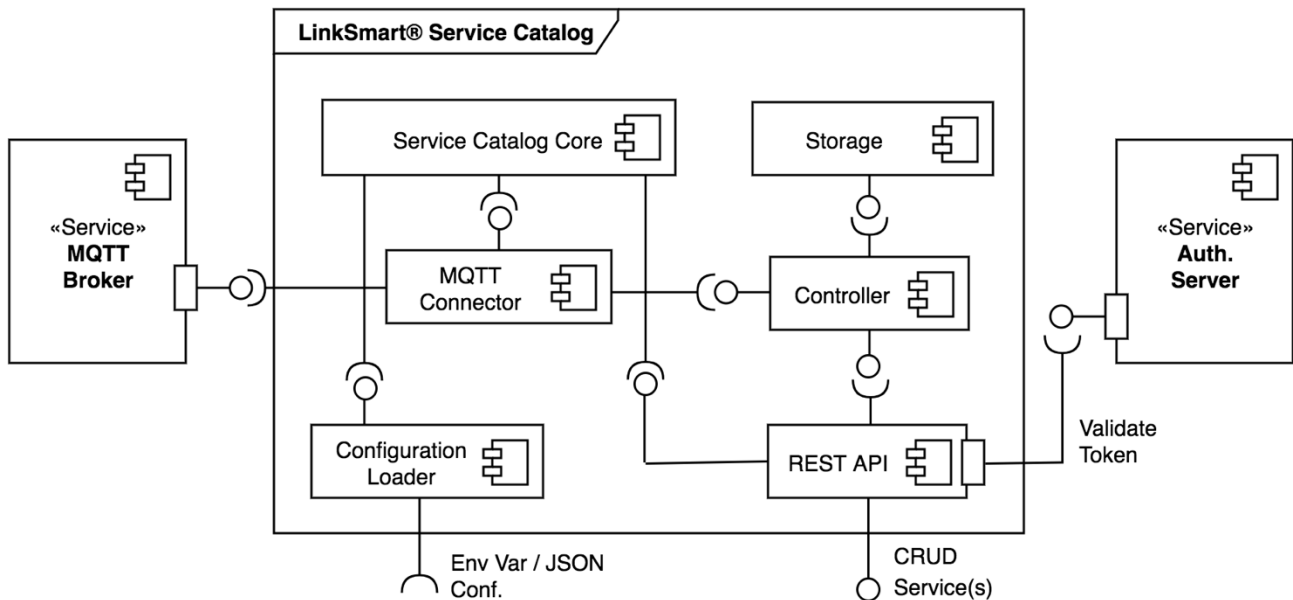 LinkSmart® Service Catalog
Service Catalog Core
Storage
«Service»
MQTT
Broker
MQTT
Connector
Controller
«Service»
Auth.
Server
Configuration
Loader
REST API
Validate
Token
Env Var / JSON
Conf.
CRUD
Service(s)